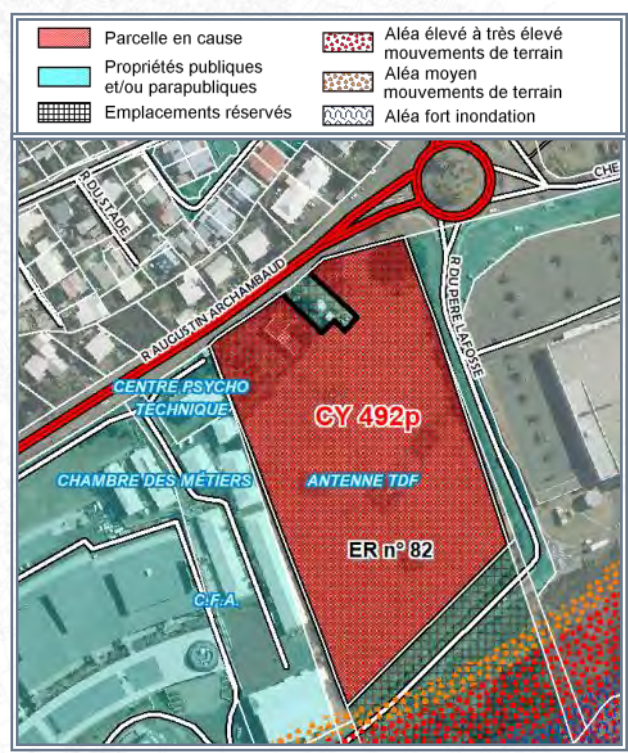 Parcelle en cause
Propriétés publiques
et/ou parapubliques
Emplacements réservés
Aléa élevé à très élevé
mouvements de terrain
Aléa moyen
mouvements de terrain
Aléa fort inondation
R DU STADE
CHE
R AUGUSTIN ARCHAMBAUD
R DU PERE LAFOSSE
CENTRE PSYCHO
TECHNIQUE
CY 492p
CHAMBRE DES MÉTIERS
ANTENNE TDF
ER n° 82
C.F.A.